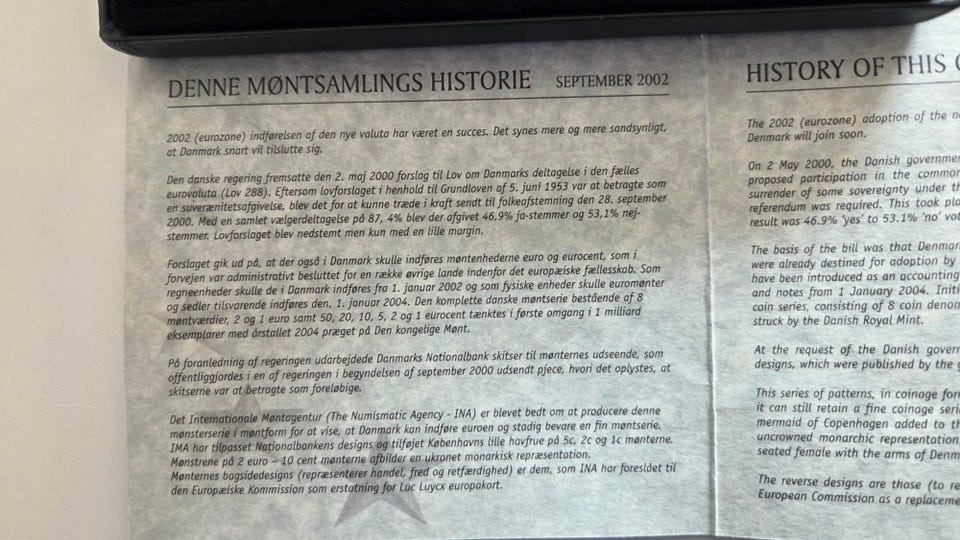 DENNE MØNTSAMLINGS HISTORIE SEPTEMBER 2002
2002 (eurozone) indførelsen af den nye valuta har været en succes. Det synes mere og mere sandsynligt,
at Danmark snart vil tilslutte sig.
Den danske regering fremsatte den 2. maj 2000 forslag til Lov om Danmarks deltagelse i den fælles
eurovaluta (Lov 288). Eftersom lovforslaget i henhold til Grundloven af 5. juni 1953 var at betragte som
en suverænitetsafgivelse, blev det for at kunne træde i kraft sendt til folkeafstemning den 28. september
2000. Med en samlet vælgerdeltagelse på 87, 4% blev der afgivet 46,9% ja-stemmer og 53,1% nej-
stemmer. Lovforslaget blev nedstemt men kun med en lille margin.
Forslaget gik ud på, at der også i Danmark skulle indføres møntenhederne euro og eurocent, som i
forvejen var administrativt besluttet for en række øvrige lande indenfor det europæiske fællesskab. Som
regneenheder skulle de i Danmark indføres fra 1. januar 2002 og som fysiske enheder skulle euromønter
og sedler tilsvarende indføres den. 1. januar 2004. Den komplette danske møntserie bestående af 8
møntværdier, 2 og 1 euro samt 50, 20, 10, 5, 2 og 1 eurocent tænktes i første omgang i 1 milliard
eksemplarer med årstallet 2004 præget på Den kongelige Mønt.
På foranledning af regeringen udarbejdede Danmarks Nationalbank skitser til mønternes udseende, som
offentliggjordes i en af regeringen i begyndelsen af september 2000 udsendt pjece, hvori det oplystes, at
skitserne var at betragte som foreløbige.
Det Internationale Møntagentur (The Numismatic Agency - INA) er blevet bedt om at producere denne
mønsterserie i møntform for at vise, at Danmark kan indføre euroen og stadig bevare en fin møntserie.
IMA har tilpasset Nationalbankens designs og tilføjet Københavns lille havfrue på 5c, 2c og 1c mønterne.
Mønstrene på 2 euro – 10 cent mønterne afbilder en ukronet monarkisk repræsentation.
Mønternes bagsidedesigns (repræsenterer handel, fred og retfærdighed) er dem, som INA har foreslået til
den Europæiske Kommission som erstatning for Luc Luycx europakort.
HISTORY OF THIS
The 2002 (eurozone) adoption of the
Denmark will join soon.
On 2 May 2000, the Danish
proposed participation in the
surrender of some sovereignty under
referendum was required. This took
result was 46.9% 'yes' to 53.1% 'no'
The basis of the bill was that
were already destined for adoption by
have been introduced as an accounting
and notes from 1 January 2004.
coin series, consisting of 8 coin
struck by the Danish Royal Mint.
At the request of the Danish
designs, which were published by the
This series of patterns, in coinage
it can still retain a fine coinage
mermaid of Copenhagen added to
uncrowned monarchic representation,
seated female with the arms of
The reverse designs are those (to
European Commission as a